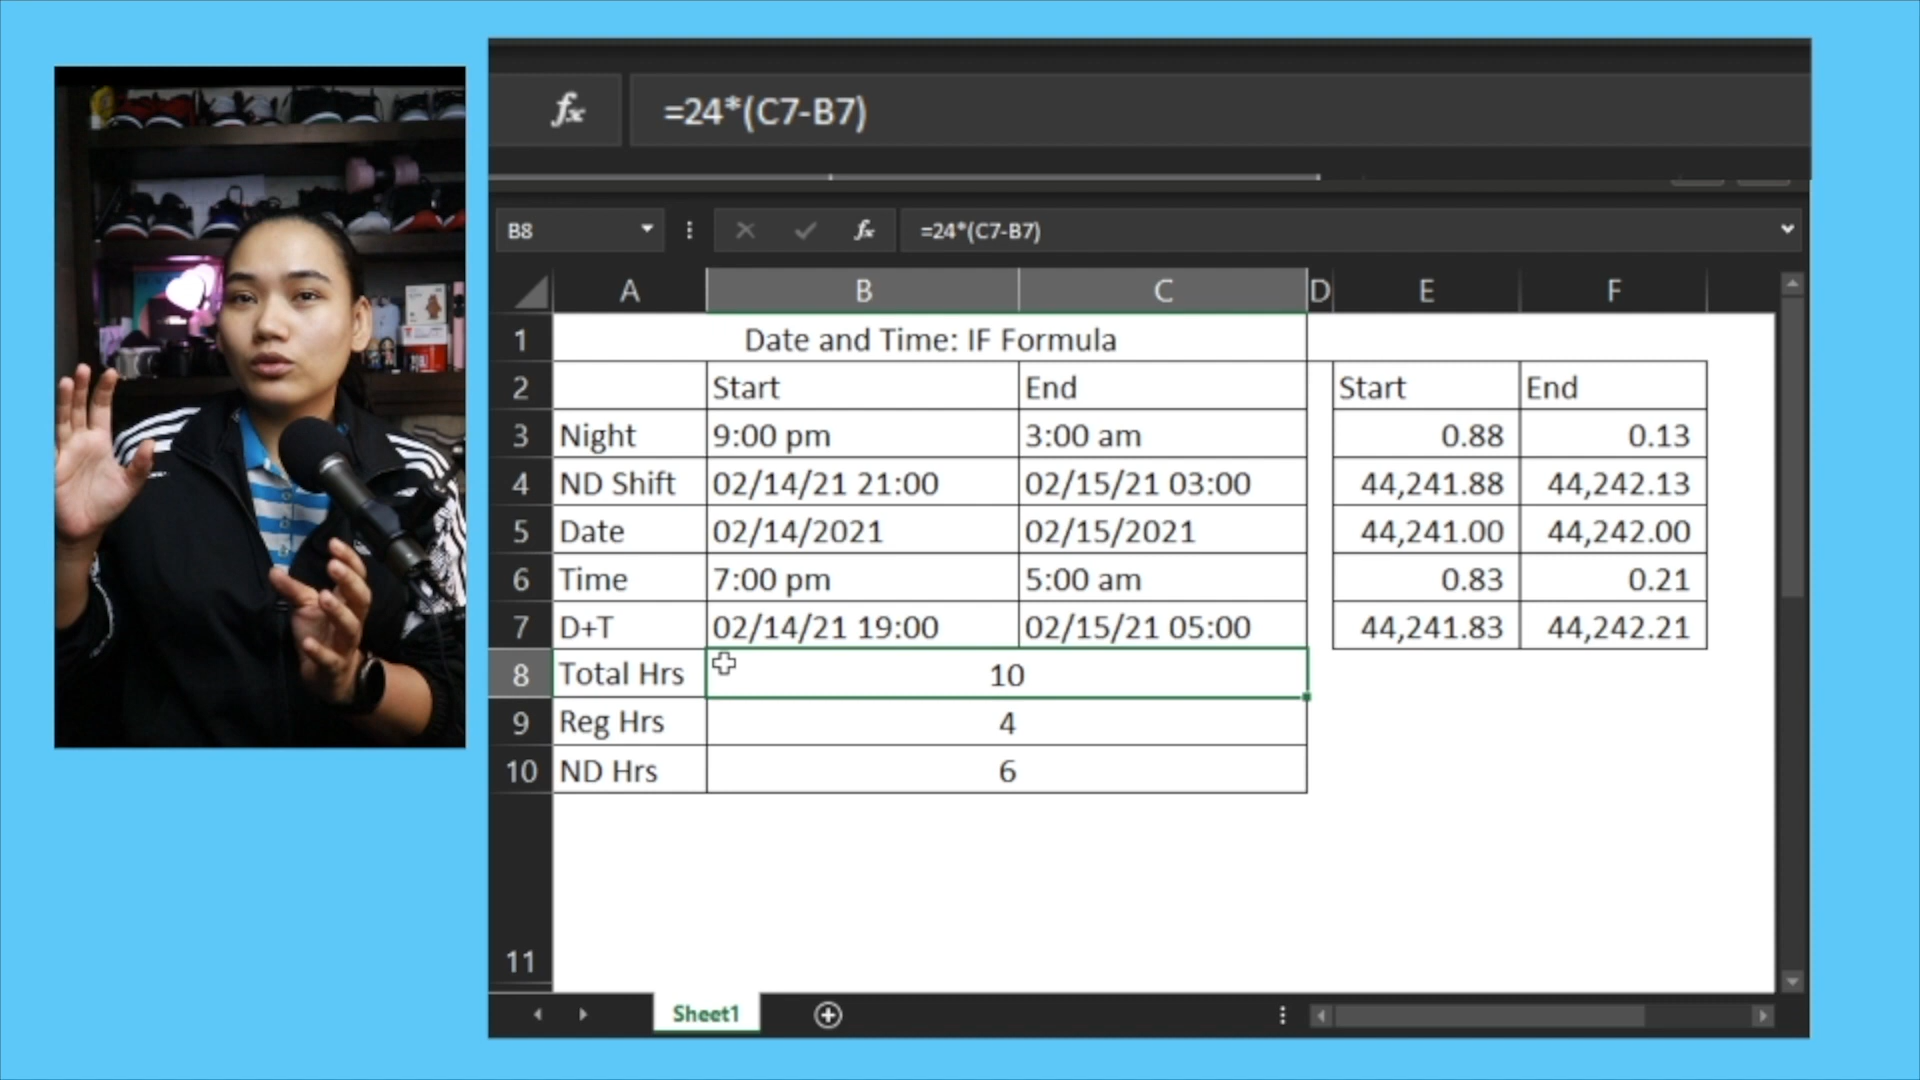 fx =24*(C7-B7)
B8 fx =24*(C7-B7)
A B C D E F
1 Date and Time: IF Formula
2 Start End Start End
3 Night 9:00 pm 3:00 am 0.88 0.13
4 ND Shift 02/14/21 21:00 02/15/21 03:00 44,241.88 44,242.13
5 Date 02/14/2021 02/15/2021 44,241.00 44,242.00
6 Time 7:00 pm 5:00 am 0.83 0.21
7 D+T 02/14/21 19:00 02/15/21 05:00 44,241.83 44,242.21
8 Total Hrs 10
9 Reg Hrs 4
10 ND Hrs 6
11
Sheet1